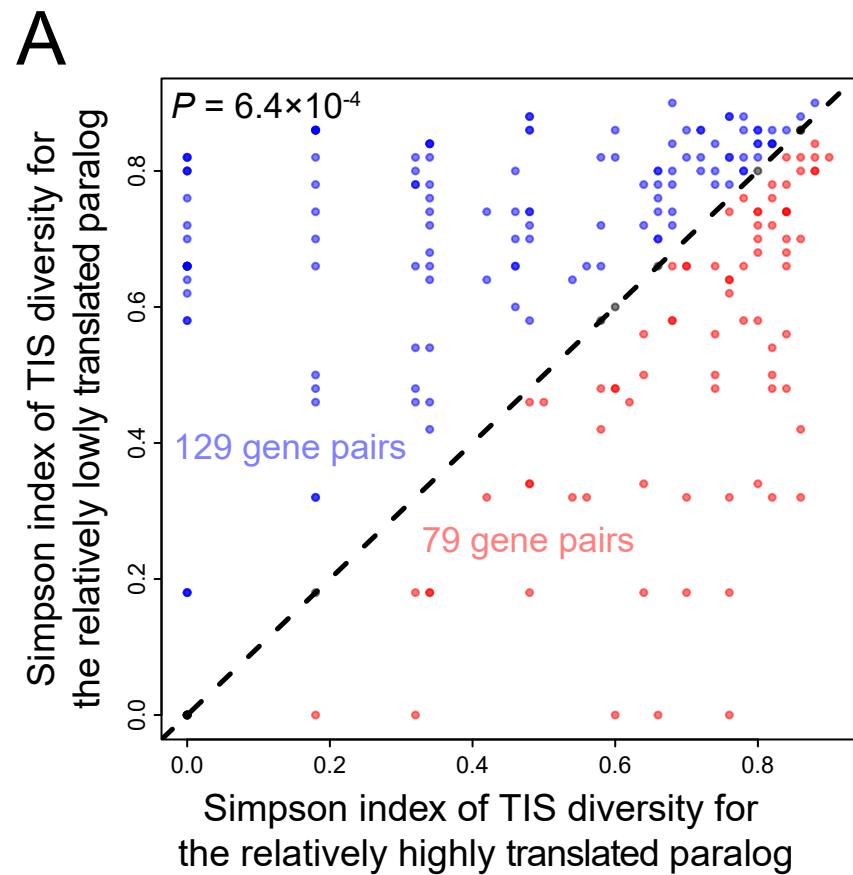 A
P = 6.4×10-4
Simpson index of TIS diversity for
the relatively lowly translated paralog
0.8
0.6
0.4
0.2
0.0
129 gene pairs
79 gene pairs
0.0 0.2 0.4 0.6 0.8
Simpson index of TIS diversity for
the relatively highly translated paralog